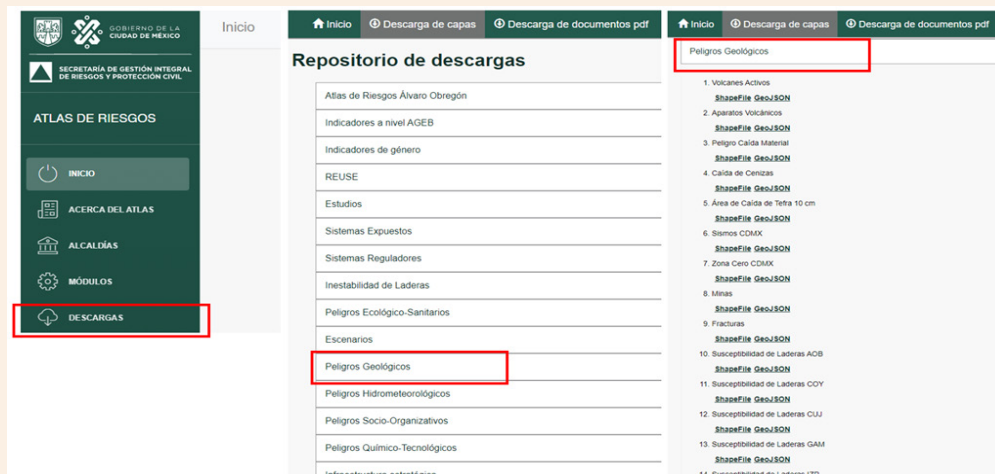 GOBIERNO DE LA
CIUDAD DE MÉXICO
SECRETARÍA DE GESTIÓN INTEGRAL
DE RIESGOS Y PROTECCIÓN CIVIL
ATLAS DE RIESGOS
INICIO
ACERCA DEL ATLAS
ALCALDÍAS
MÓDULOS
DESCARGAS
Inicio
Inicio Descarga de capas Descarga de documentos pdf
Repositorio de descargas
Atlas de Riesgos Álvaro Obregón
Indicadores a nivel AGEB
Indicadores de género
REUSE
Estudios
Sistemas Expuestos
Sistemas Reguladores
Inestabilidad de Laderas
Peligros Ecológico-Sanitarios
Escenarios
Peligros Geológicos
Peligros Hidrometeorológicos
Peligros Socio-Organizativos
Peligros Químico-Tecnológicos
Infraestructura estratégica
Inicio Descarga de capas Descarga de documentos pdf
Peligros Geológicos
1. Volcanes Activos
ShapeFile GeoJSON
2. Aparatos Volcánicos
ShapeFile GeoJSON
3. Peligro Caída Material
ShapeFile GeoJSON
4. Caída de Cenizas
ShapeFile GeoJSON
5. Área de Caída de Tefra 10 cm
ShapeFile GeoJSON
6. Sismos CDMX
ShapeFile GeoJSON
7. Zona Cero CDMX
ShapeFile GeoJSON
8. Minas
ShapeFile GeoJSON
9. Fracturas
ShapeFile GeoJSON
10. Susceptibilidad de Laderas AOB
ShapeFile GeoJSON
11. Susceptibilidad de Laderas COY
ShapeFile GeoJSON
12. Susceptibilidad de Laderas CUJ
ShapeFile GeoJSON
13. Susceptibilidad de Laderas GAM
ShapeFile GeoJSON
14. Susceptibilidad de Laderas IZP